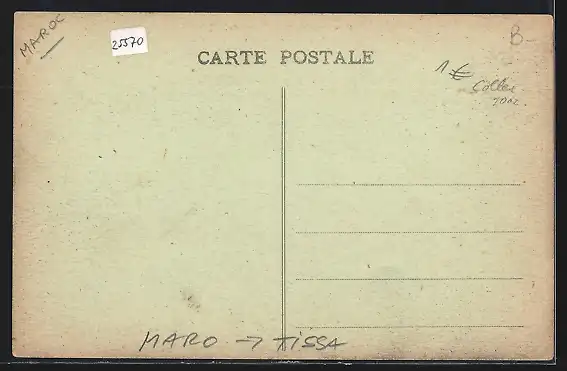 MAROC
25570
B-
CARTE POSTALE
1 €
MARO → TISSA